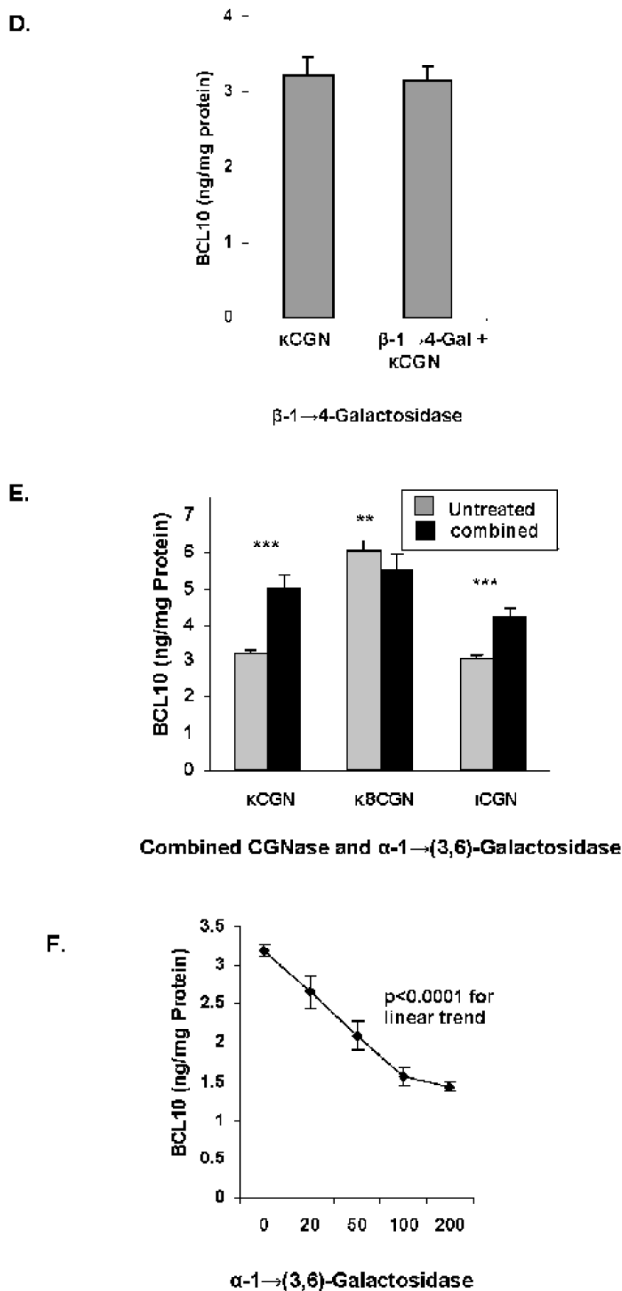 D.
BCL10 (ng/mg protein)
4
3
2
1
0
κCGN
β-1→4-Gal +
κCGN
β-1→4-Galactosidase
E.
BCL10 (ng/mg Protein)
7
6
5
4
3
2
1
0
***
**
***
Untreated
combined
κCGN
κ8CGN
ιCGN
Combined CGNase and α-1→(3,6)-Galactosidase
F.
BCL10 (ng/mg Protein)
3.5
3
2.5
2
1.5
1
0.5
0
p<0.0001 for
linear trend
0 20 50 100 200
α-1→(3,6)-Galactosidase